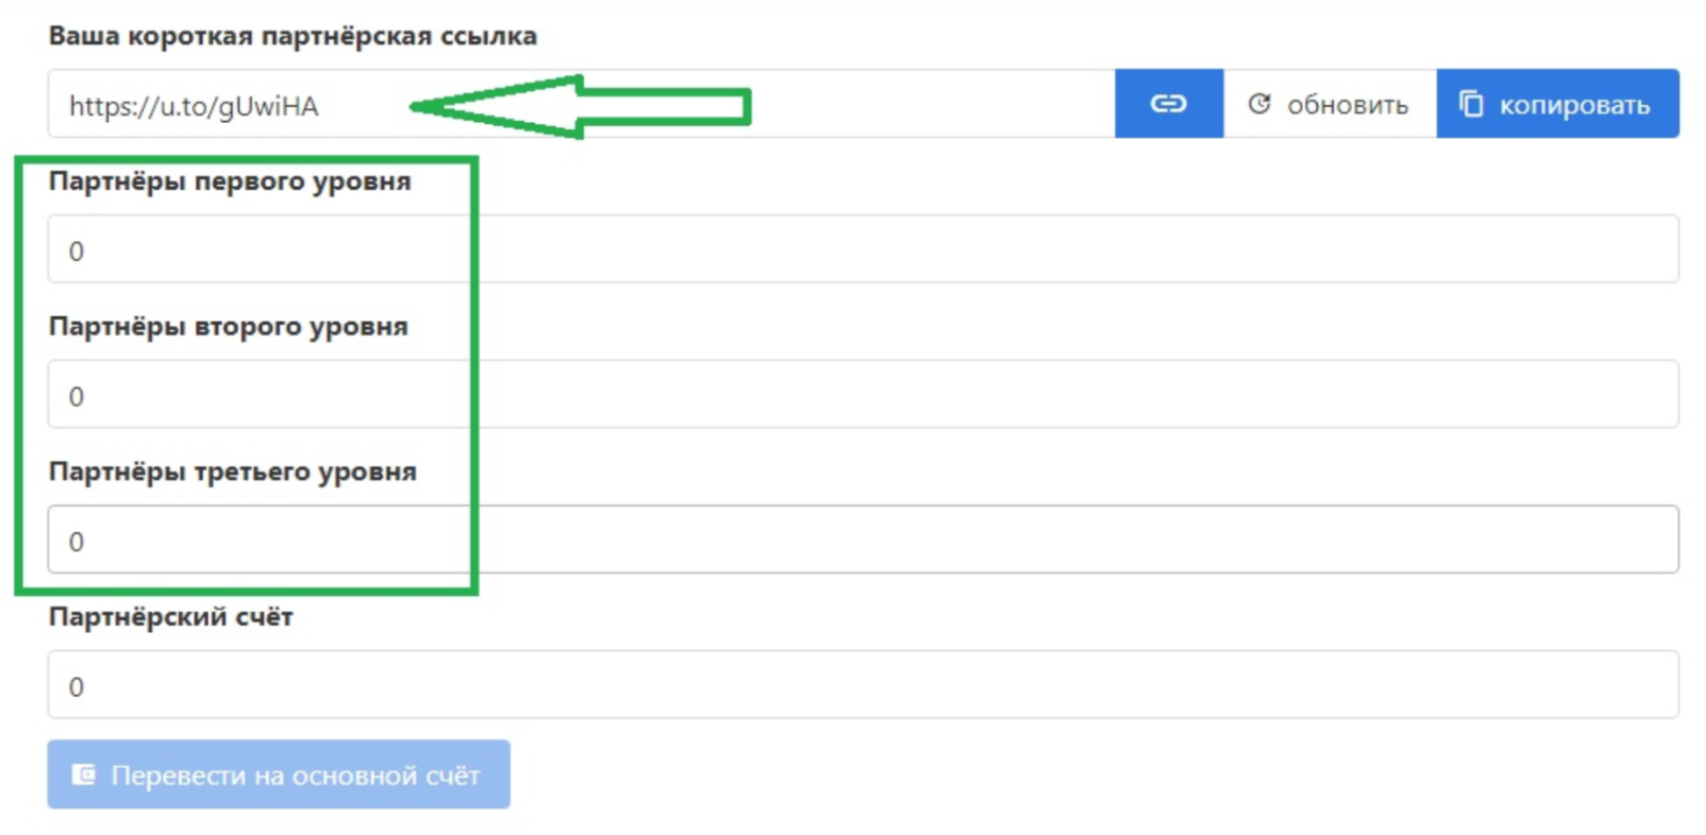 Ваша короткая партнёрская ссылка
https://u.to/gUwiHA обновить копировать
Партнёры первого уровня
0
Партнёры второго уровня
0
Партнёры третьего уровня
0
Партнёрский счёт
0
Перевести на основной счёт